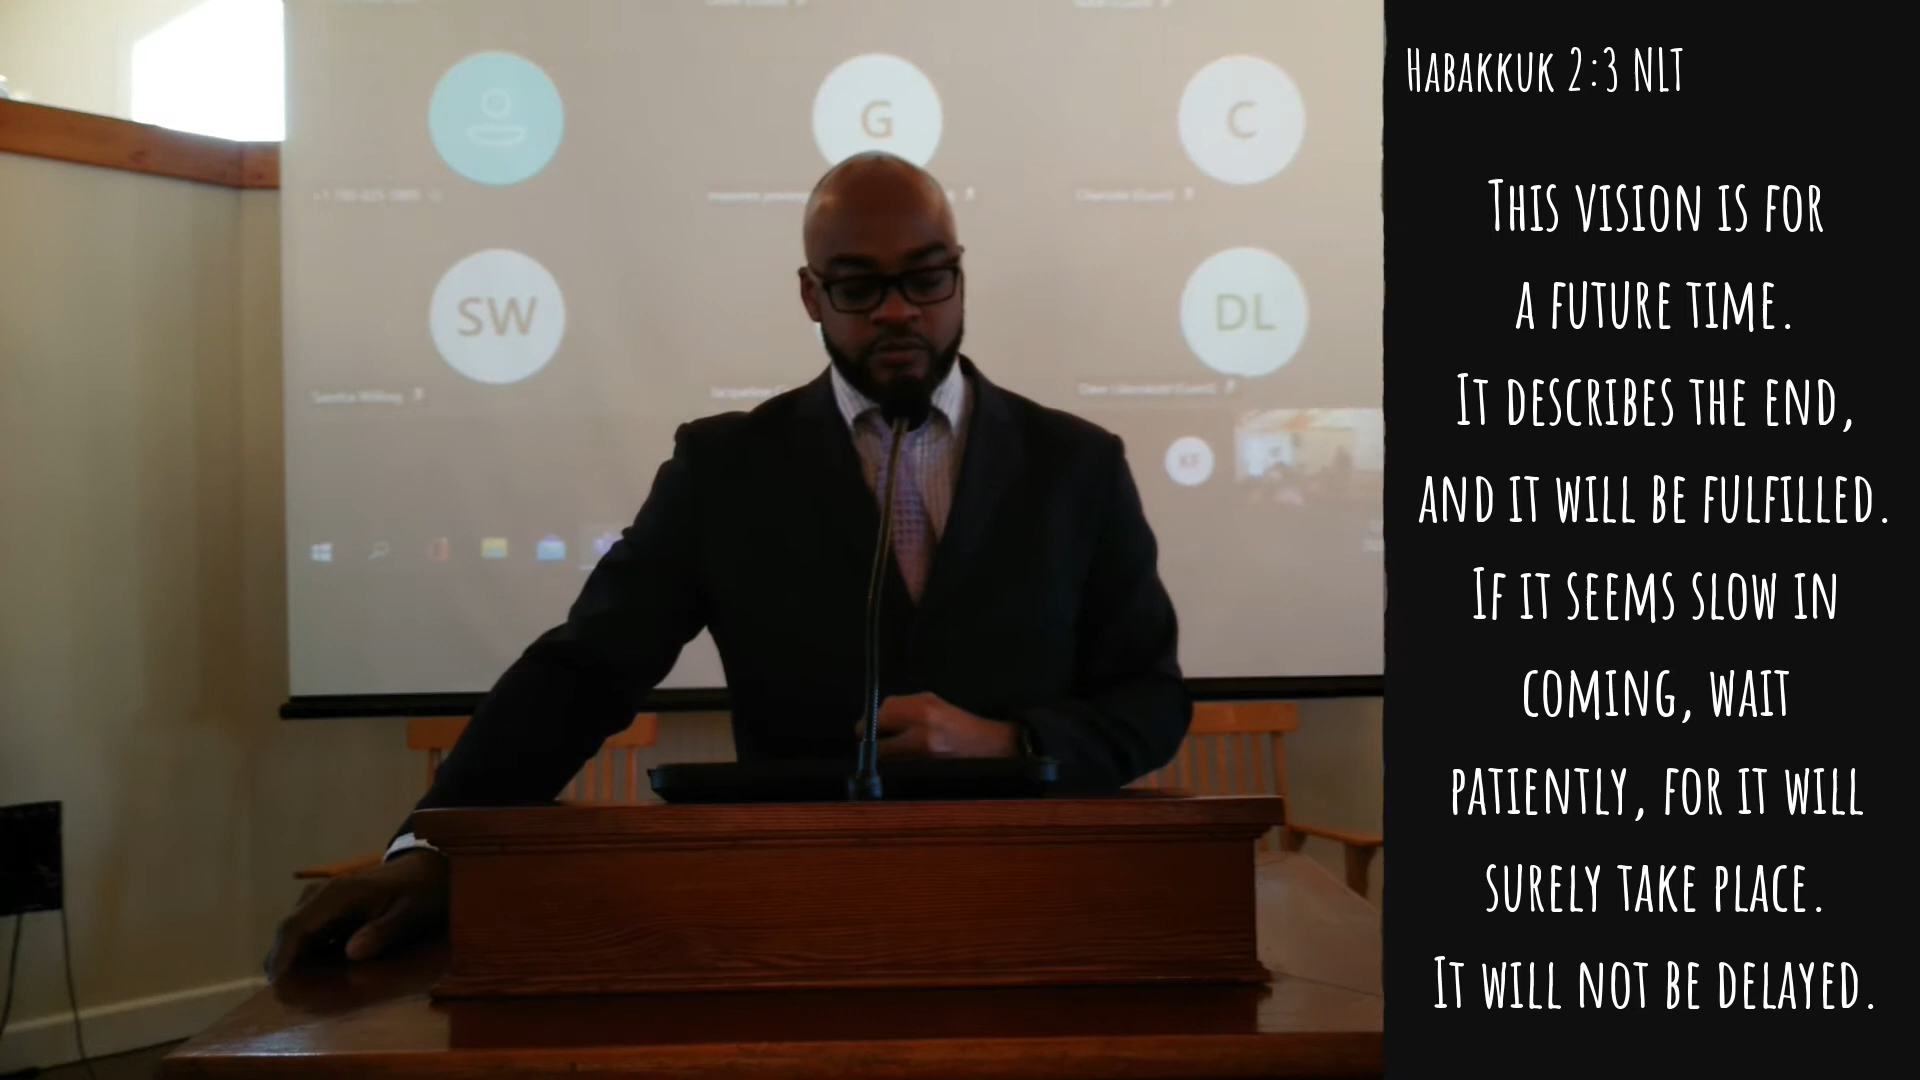 Habakkuk 2:3 NLT
This vision is for
a future time.
It describes the end,
and it will be fulfilled.
If it seems slow in
coming, wait
patiently, for it will
surely take place.
It will not be delayed.
G
C
SW
DL
KF